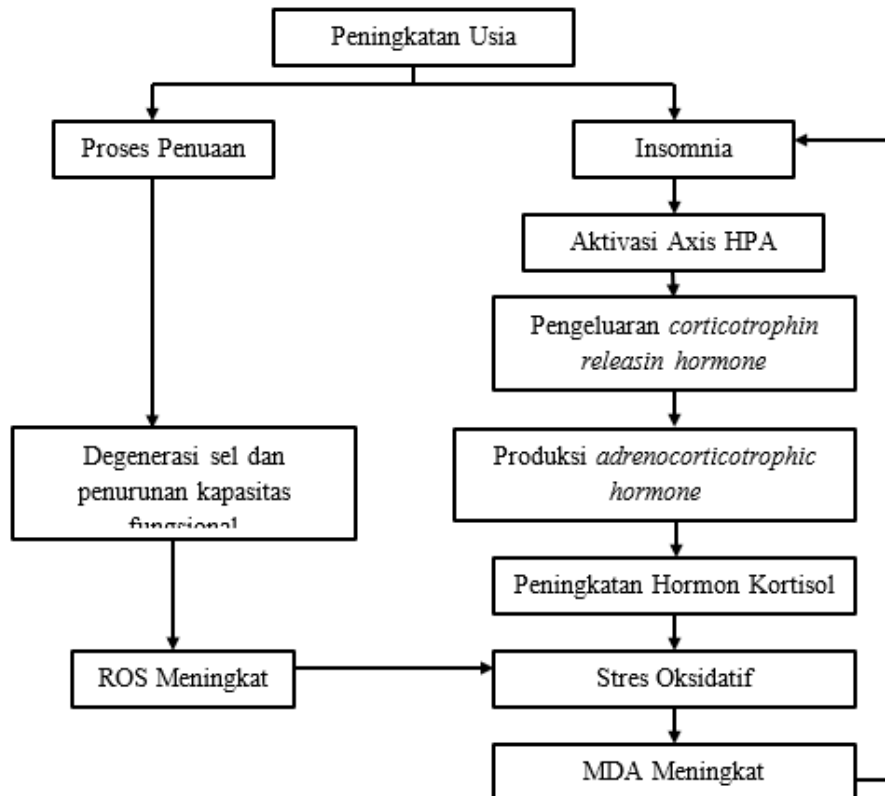 Peningkatan Usia
Proses Penuaan
Insomnia
Aktivasi Axis HPA
Pengeluaran corticotrophin
releasin hormone
Degenerasi sel dan
penurunan kapasitas
fungsional
Produksi adrenocorticotrophic
hormone
Peningkatan Hormon Kortisol
ROS Meningkat
Stres Oksidatif
MDA Meningkat